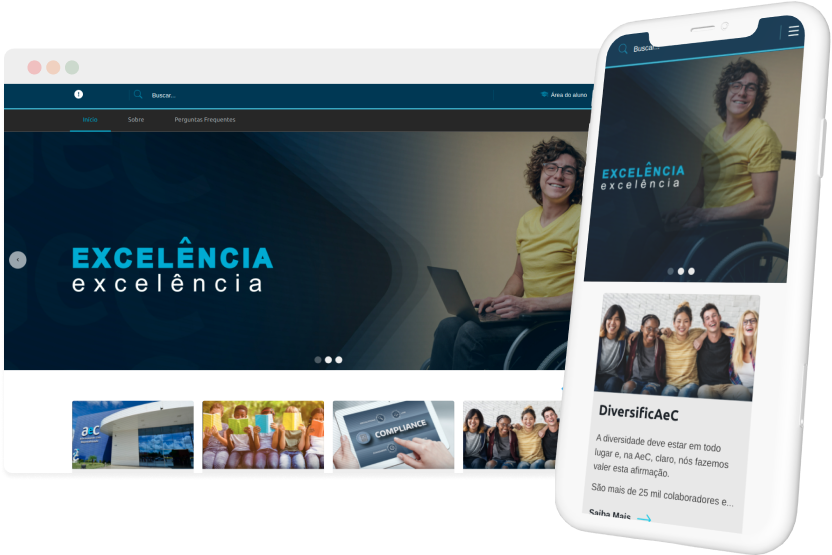 Buscar...
Área do aluno
Início
Sobre
Perguntas Frequentes
EXCELÊNCIA
excelência
AeC
COMPLIANCE
EXCELÊNCIA
excelência
DiversificAeC
A diversidade deve estar em todo
lugar e, na AeC, claro, nós fazemos
valer esta afirmação.
São mais de 25 mil colaboradores e...
Saiba Mais